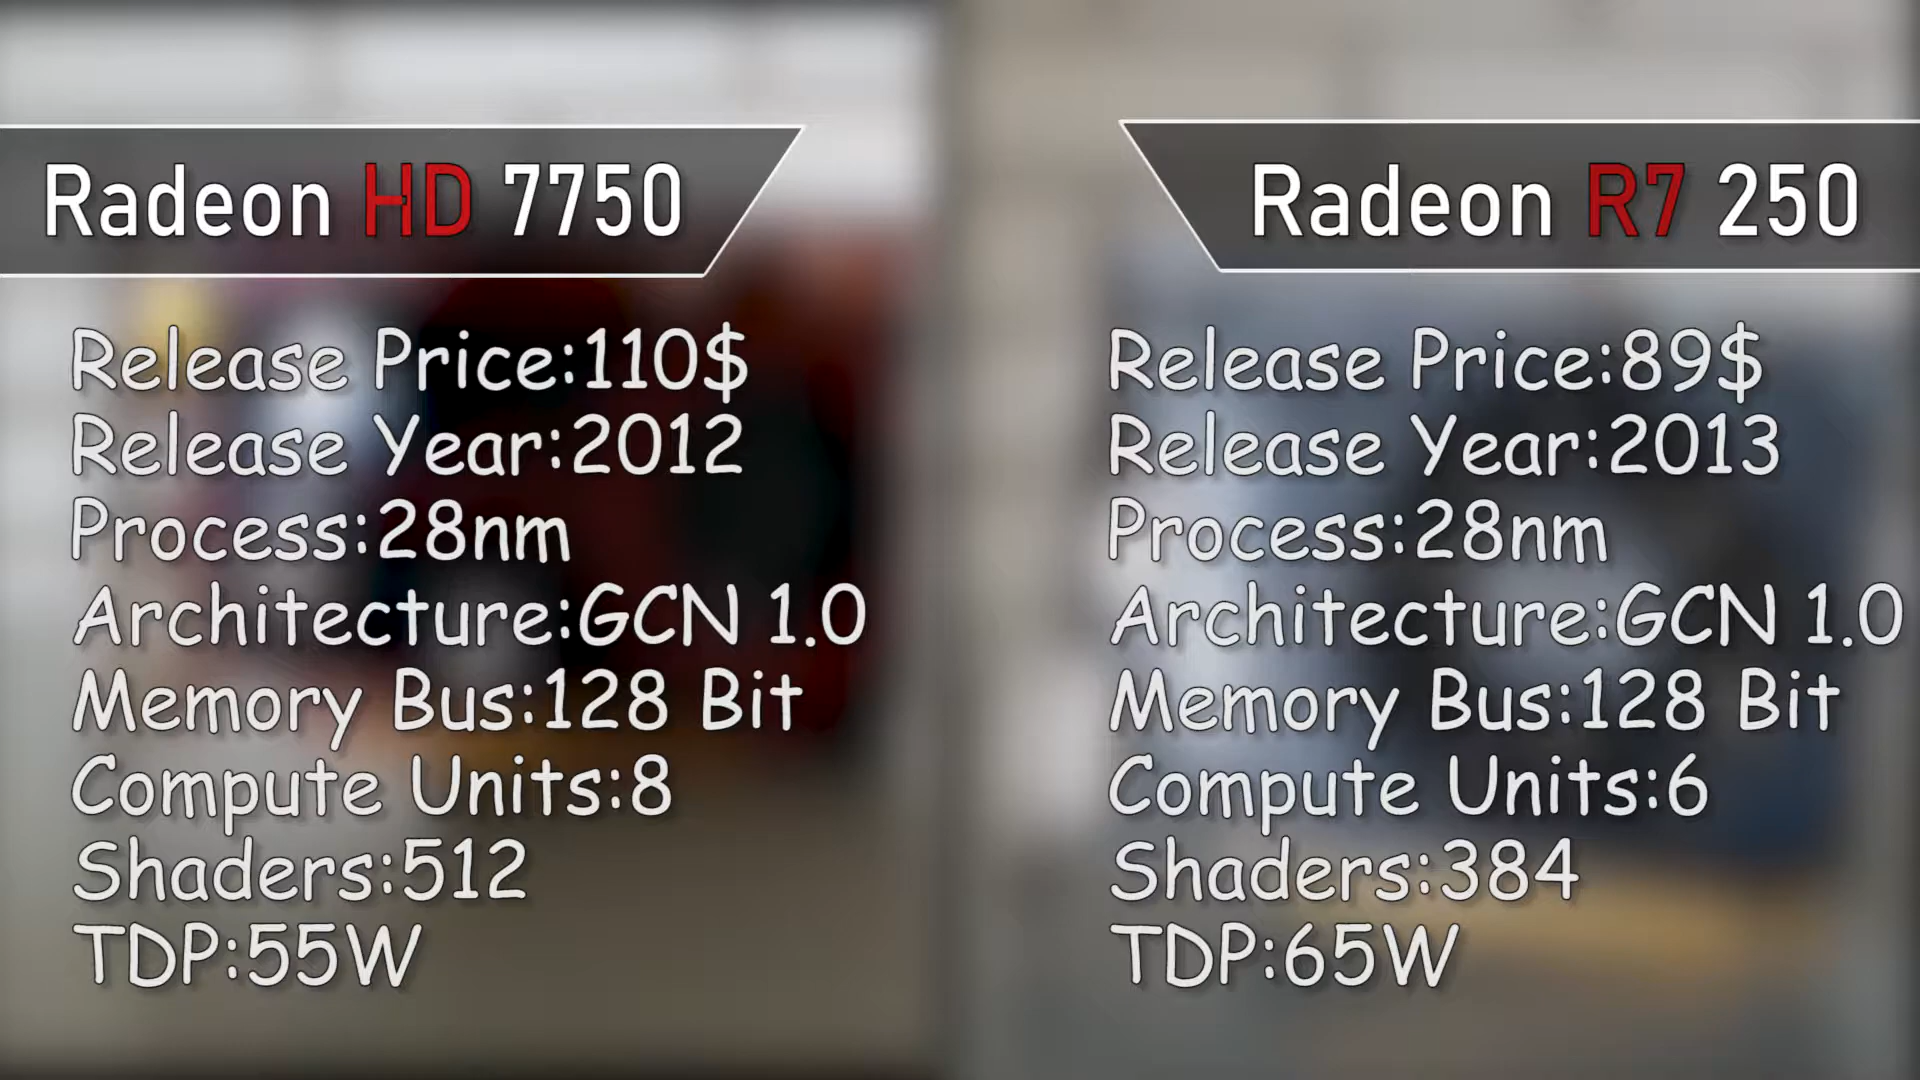 Radeon HD 7750
Release Price:110$
Release Year:2012
Process:28nm
Architecture:GCN 1.0
Memory Bus:128 Bit
Compute Units:8
Shaders:512
TDP:55W
Radeon R7 250
Release Price:89$
Release Year:2013
Process:28nm
Architecture:GCN 1.0
Memory Bus:128 Bit
Compute Units:6
Shaders:384
TDP:65W